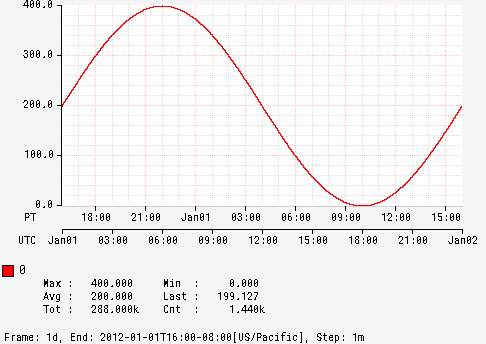 400.0
300.0
200.0
100.0
0.0
PT 18:00 21:00 Jan01 03:00 06:00 09:00 12:00 15:00
UTC Jan01 03:00 06:00 09:00 12:00 15:00 18:00 21:00 Jan02
0
Max : 400.000 Min : 0.000
Avg : 200.000 Last : 199.127
Tot : 288.000k Cnt : 1.440k
Frame: 1d, End: 2012-01-01T16:00-08:00[US/Pacific], Step: 1m